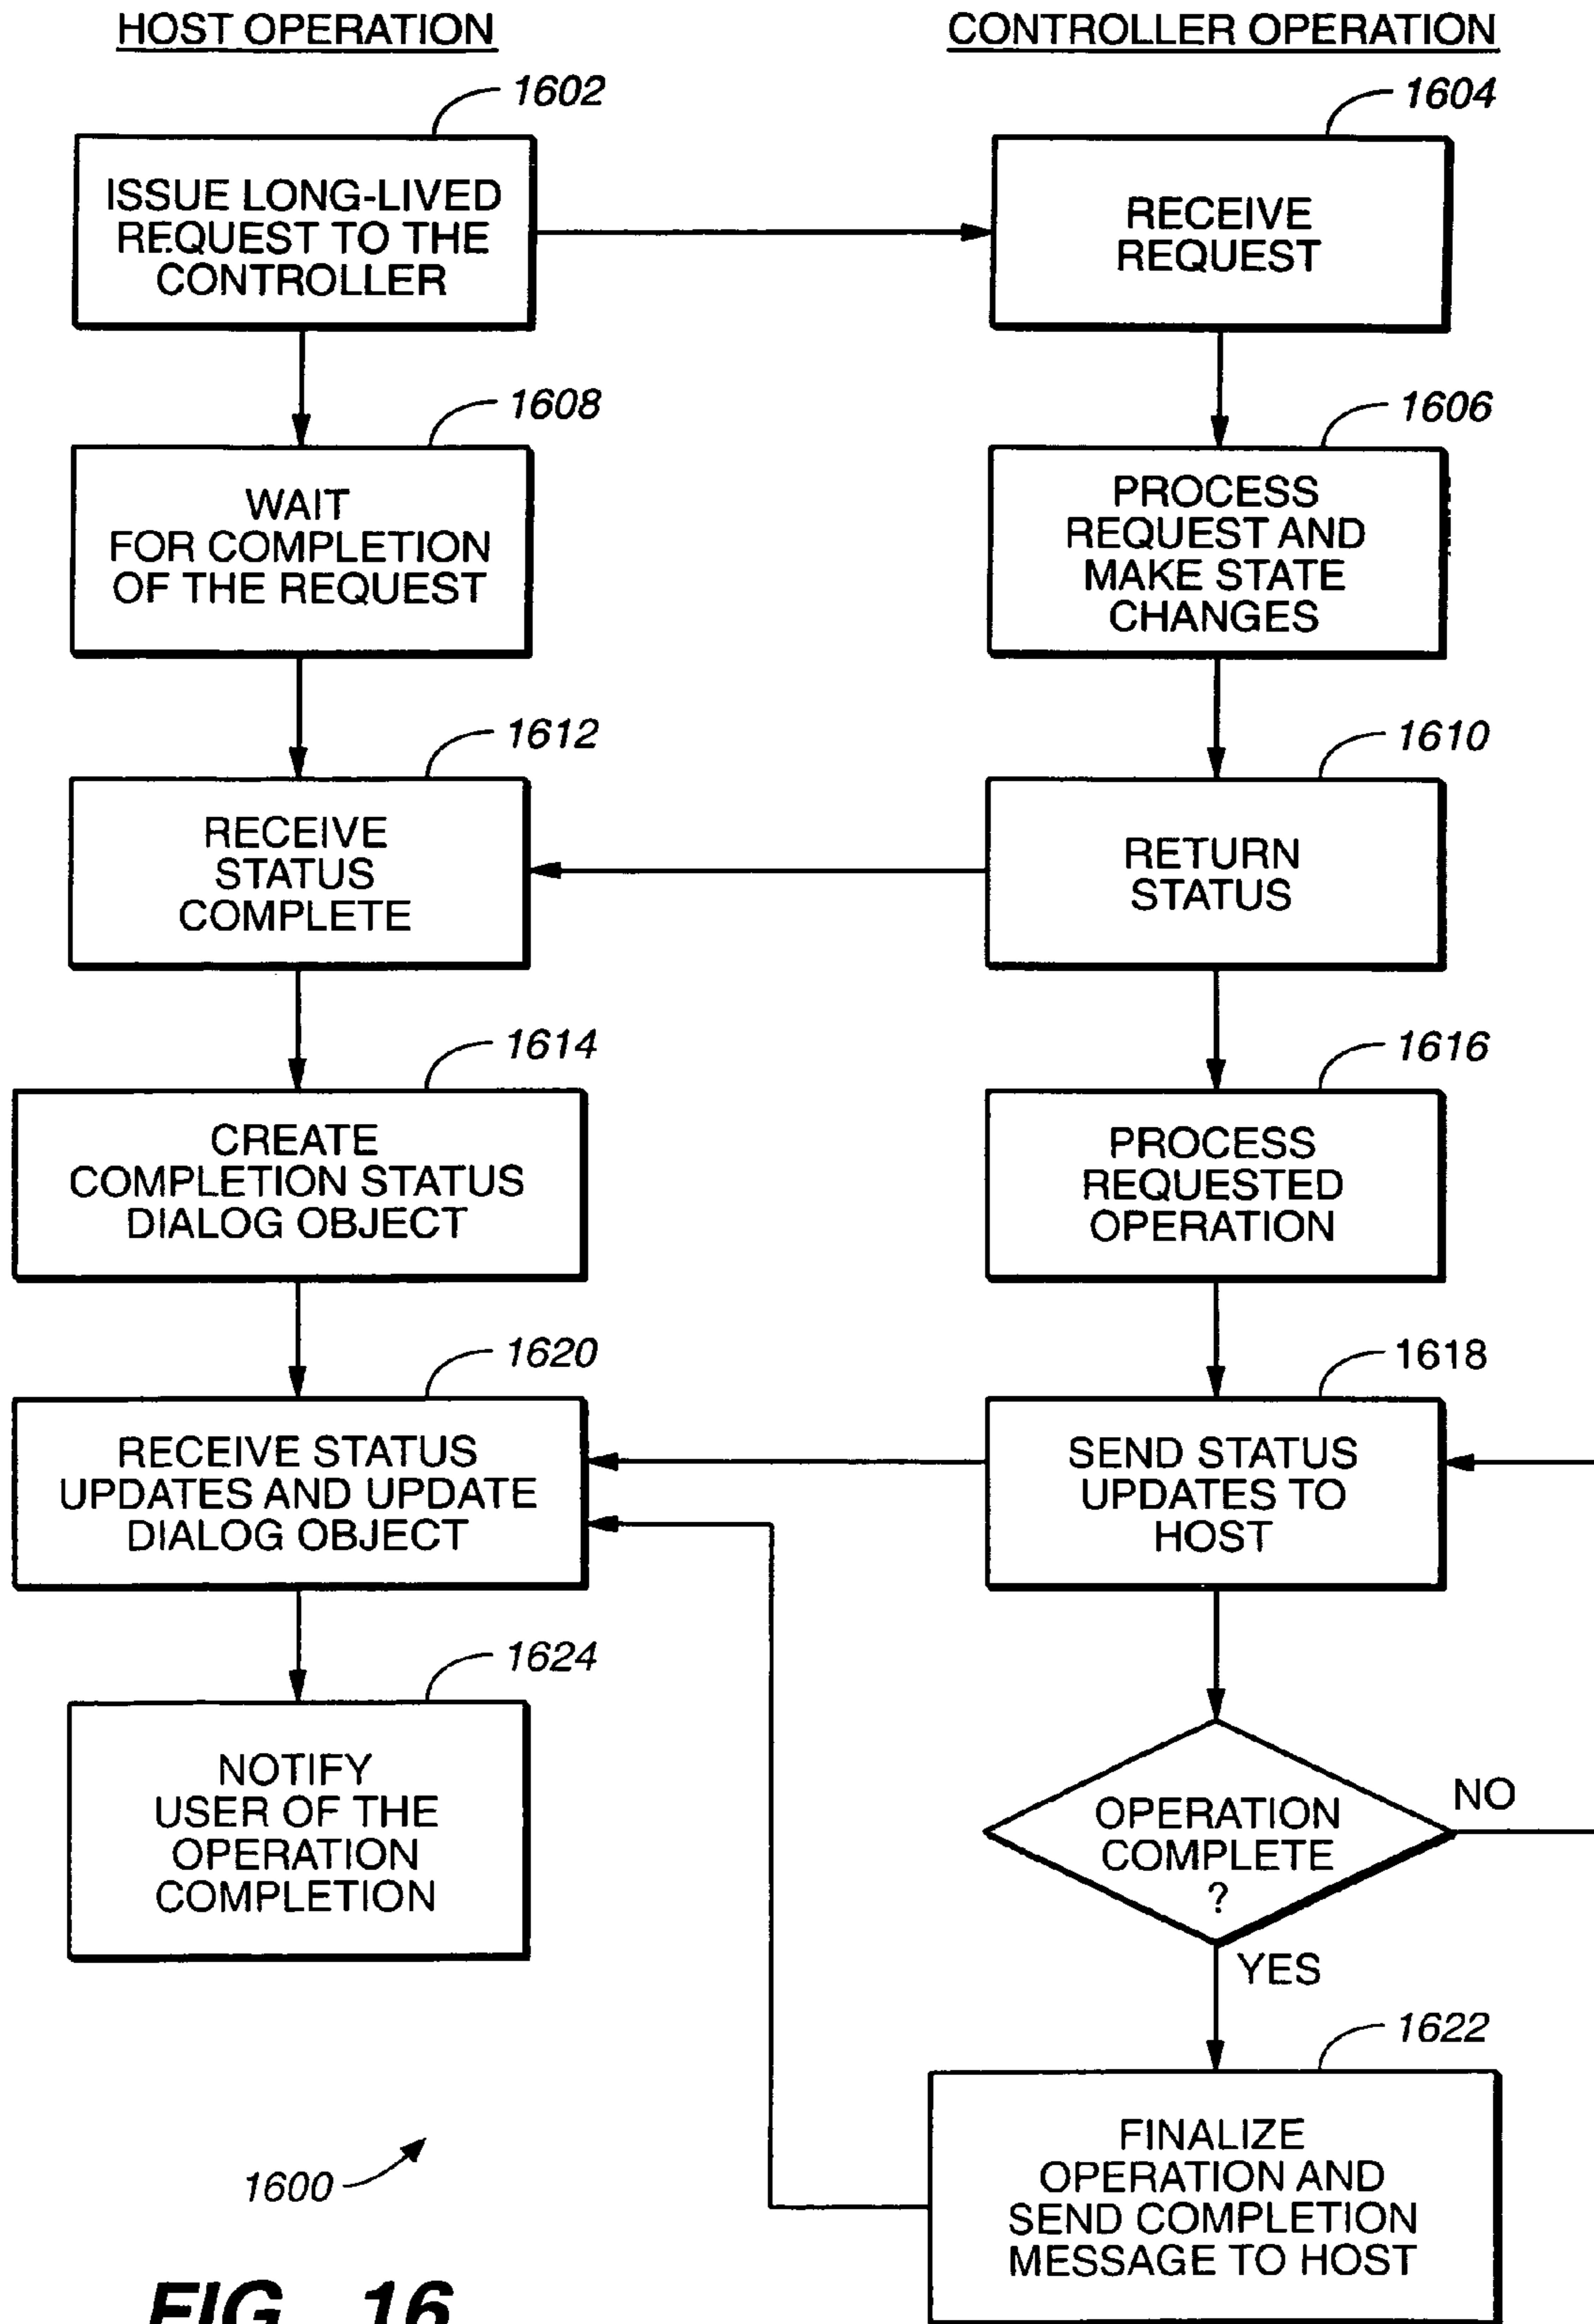 HOST OPERATION
CONTROLLER OPERATION
1602
1604
ISSUE LONG-LIVED
REQUEST TO THE
CONTROLLER
RECEIVE
REQUEST
1608
1606
WAIT
FOR COMPLETION
OF THE REQUEST
PROCESS
REQUEST AND
MAKE STATE
CHANGES
1612
1610
RECEIVE
STATUS
COMPLETE
RETURN
STATUS
1614
1616
CREATE
COMPLETION STATUS
DIALOG OBJECT
PROCESS
REQUESTED
OPERATION
1620
1618
RECEIVE STATUS
UPDATES AND UPDATE
DIALOG OBJECT
SEND STATUS
UPDATES TO
HOST
1624
NOTIFY
USER OF THE
OPERATION
COMPLETION
OPERATION
COMPLETE
?
NO
YES
1622
FINALIZE
OPERATION AND
SEND COMPLETION
MESSAGE TO HOST
1600
FIG._16